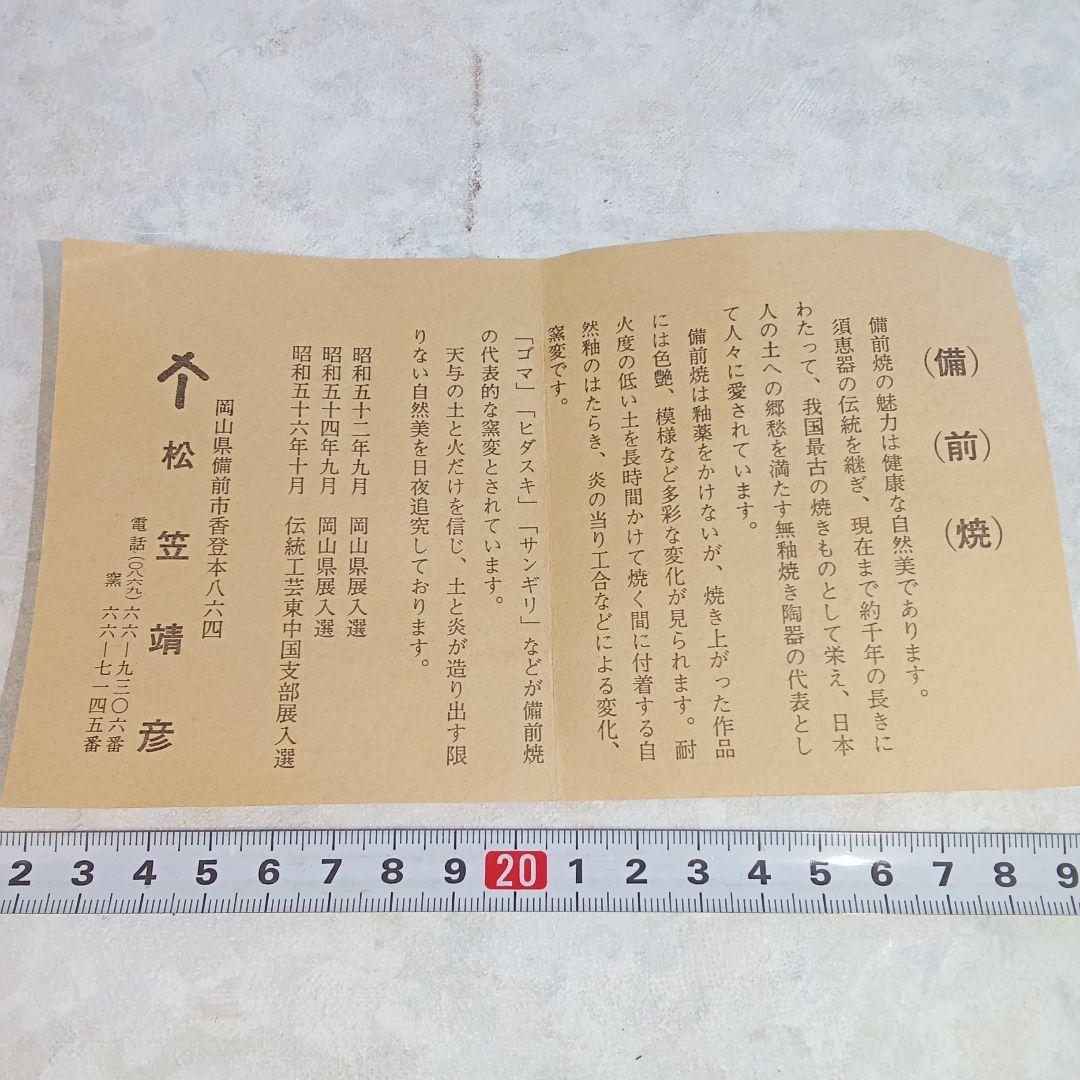 (備)(前)(焼)
備前焼の魅力は健康な自然美であります。
須恵器の伝統を継ぎ、現在まで約千年の長きに
わたって、我国最古の焼きものとして栄え、日本
人の土への郷愁を満たす無釉焼き陶器の代表とし
て人々に愛されています。
備前焼は釉薬をかけないが、焼き上がった作品
には色艶、模様など多彩な変化が見られます。耐
火度の低い土を長時間かけて焼く間に付着する自
然釉のはたらき、炎の当り工合などによる変化、
窯変です。
「ゴマ」「ヒダスキ」「サンギリ」などが備前焼
の代表的な窯変とされています。
天与の土と火だけを信じ、土と炎が造り出す限
りない自然美を日夜追究しております。
昭和五十二年九月 岡山県展入選
昭和五十四年九月 岡山県展入選
昭和五十六年十月 伝統工芸東中国支部展入選
岡山県備前市香登本八六四
松笠靖彦
電話(〇八六九)六六―九三〇六番
窯 六六―七一四五番
2 3 4 5 6 7 8 9 20 1 2 3 4 5 6 7 8 9